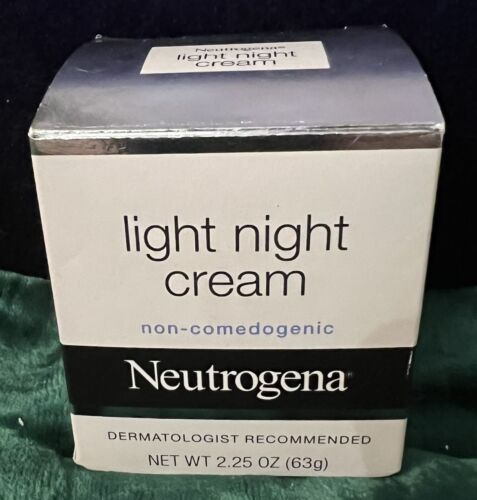 Neutrogena®
light night
cream
light night
cream
non-comedogenic
Neutrogena®
DERMATOLOGIST RECOMMENDED
NET WT 2.25 OZ (63g)